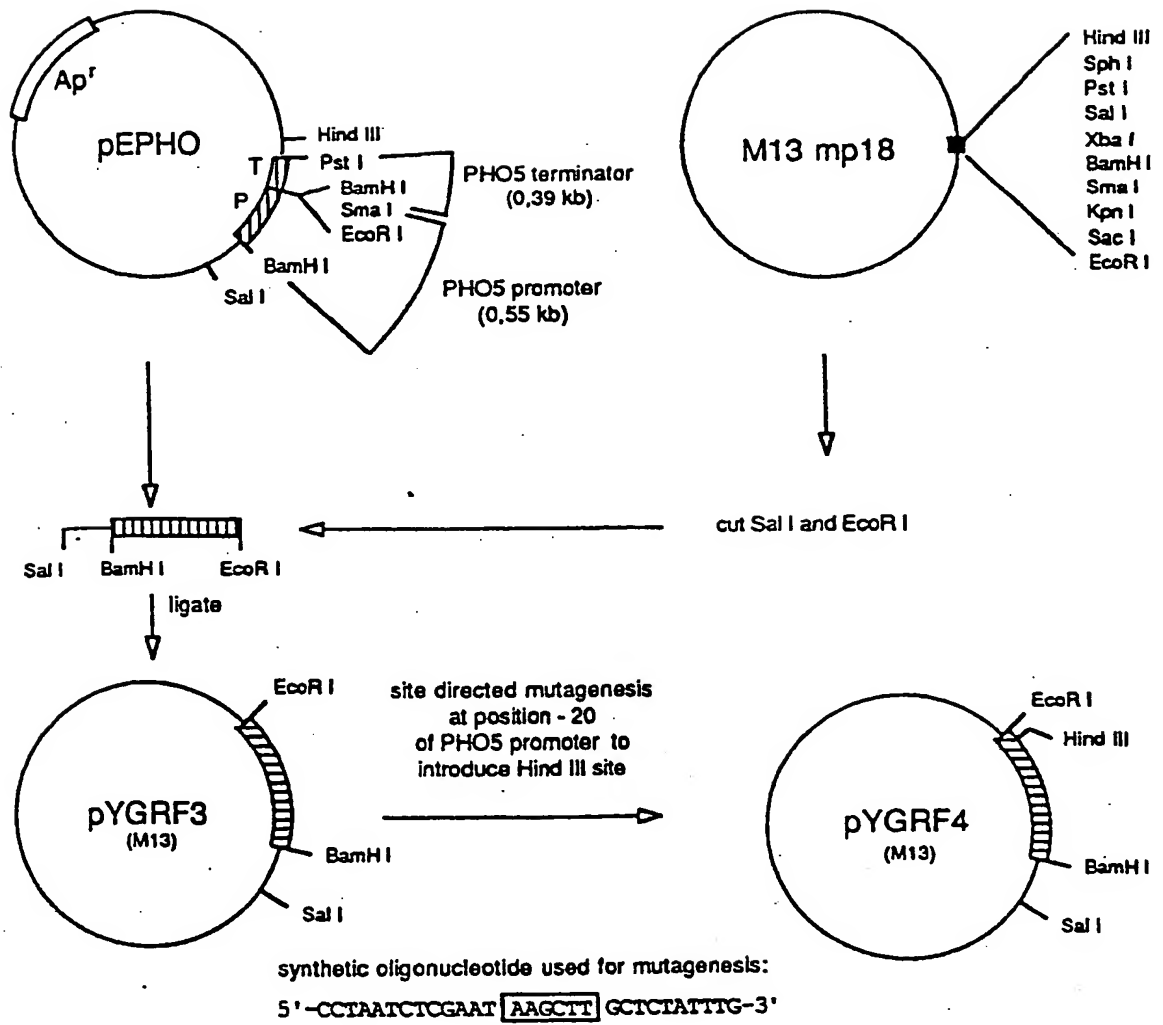 Apr
pEPHO
Hind III
T
Pst I
P
BamH I
Sma I
EcoR I
BamH I
Sal I
PHO5 terminator
(0,39 kb)
PHO5 promoter
(0,55 kb)
M13 mp18
Hind III
Sph I
Pst I
Sal I
Xba I
BamH I
Sma I
Kpn I
Sac I
EcoR I
cut Sal I and EcoR I
Sal I BamH I EcoR I
ligate
EcoR I
pYGRF3
(M13)
BamH I
Sal I
site directed mutagenesis
at position - 20
of PHO5 promoter to
introduce Hind III site
EcoR I
Hind III
pYGRF4
(M13)
BamH I
Sal I
synthetic oligonucleotide used for mutagenesis:
5'-CCTAATCTCGAAT AAGCTT GCTCTATTTG-3'